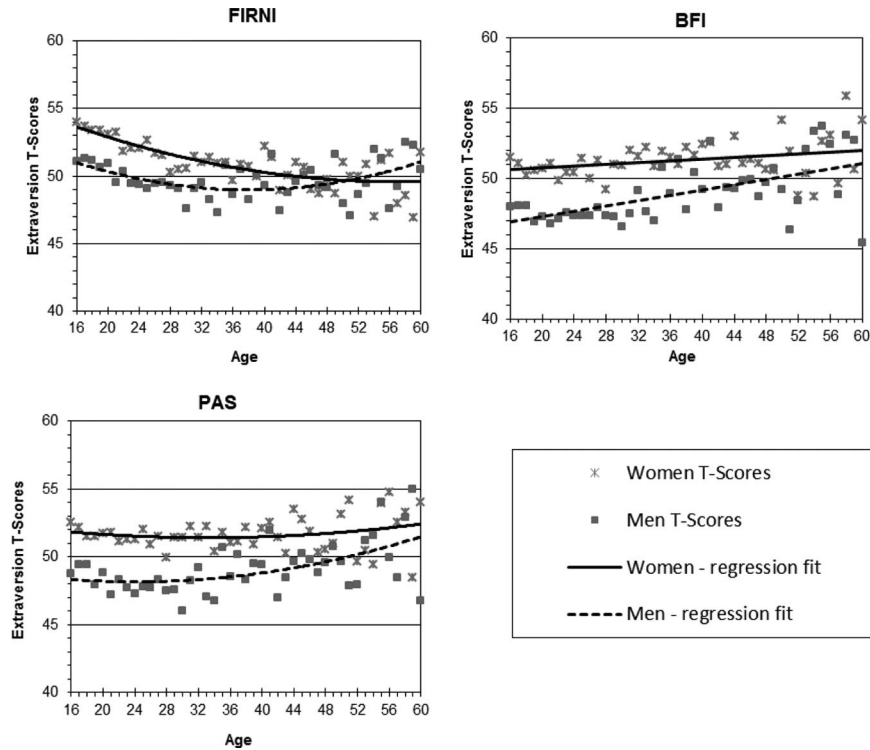 FIRNI
60
55
50
45
40
Extraversion T-Scores
16 20 24 28 32 36 40 44 48 52 56 60
Age
BFI
60
55
50
45
40
Extraversion T-Scores
16 20 24 28 32 36 40 44 48 52 56 60
Age
PAS
60
55
50
45
40
Extraversion T-Scores
16 20 24 28 32 36 40 44 48 52 56 60
Age
Women T-Scores
Men T-Scores
Women - regression fit
Men - regression fit